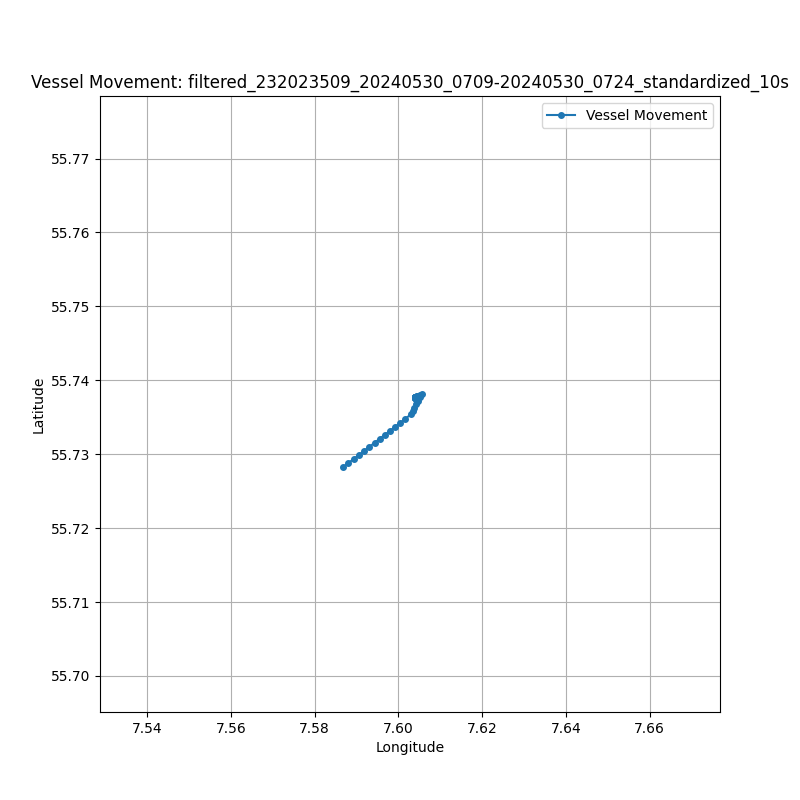 Vessel Movement: filtered_232023509_20240530_0709-20240530_0724_standardized_10s
Vessel Movement
55.77
55.76
55.75
55.74
55.73
55.72
55.71
55.70
Latitude
7.54 7.56 7.58 7.60 7.62 7.64 7.66
Longitude